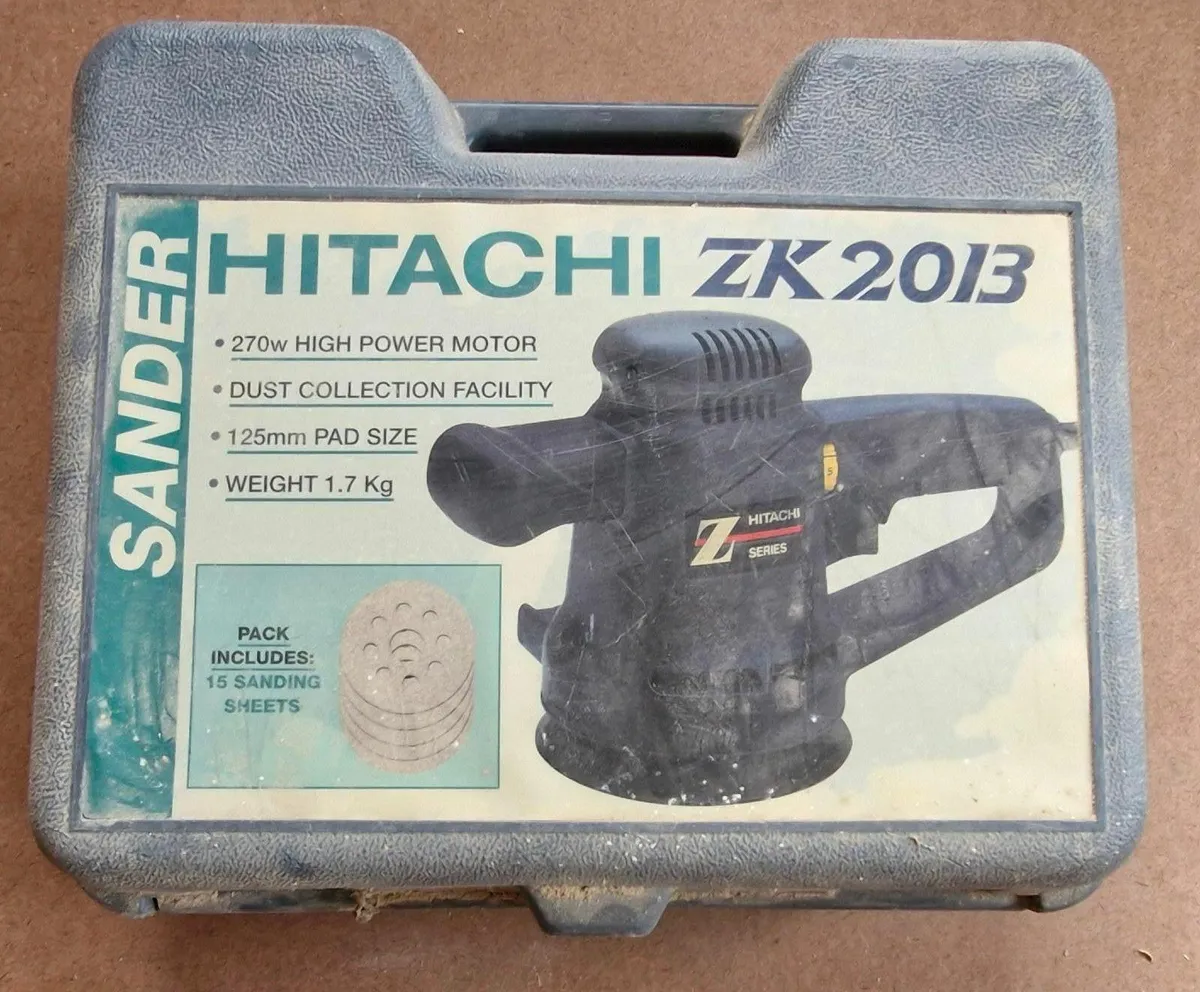 SANDER
HITACHI ZK2013
• 270w HIGH POWER MOTOR
• DUST COLLECTION FACILITY
• 125mm PAD SIZE
• WEIGHT 1.7 Kg
5
Z HITACHI
SERIES
PACK
INCLUDES:
15 SANDING
SHEETS